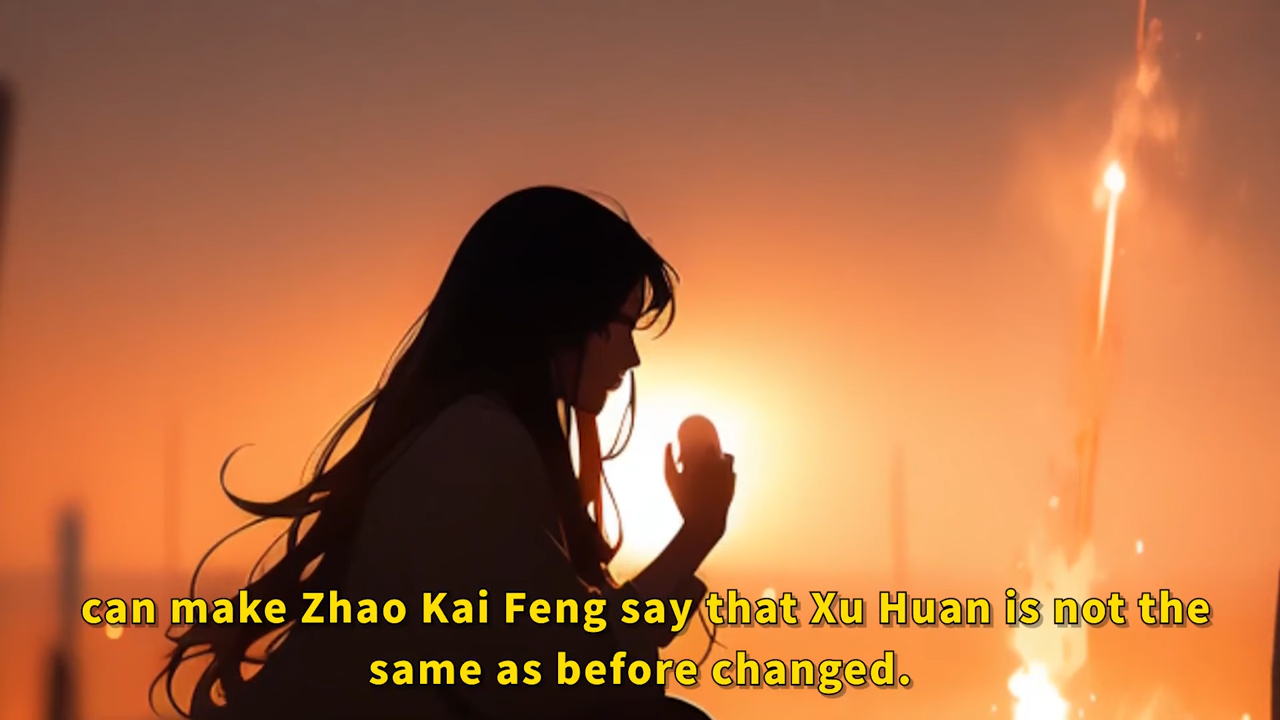 can make Zhao Kai Feng say that Xu Huan is not the
same as before changed.